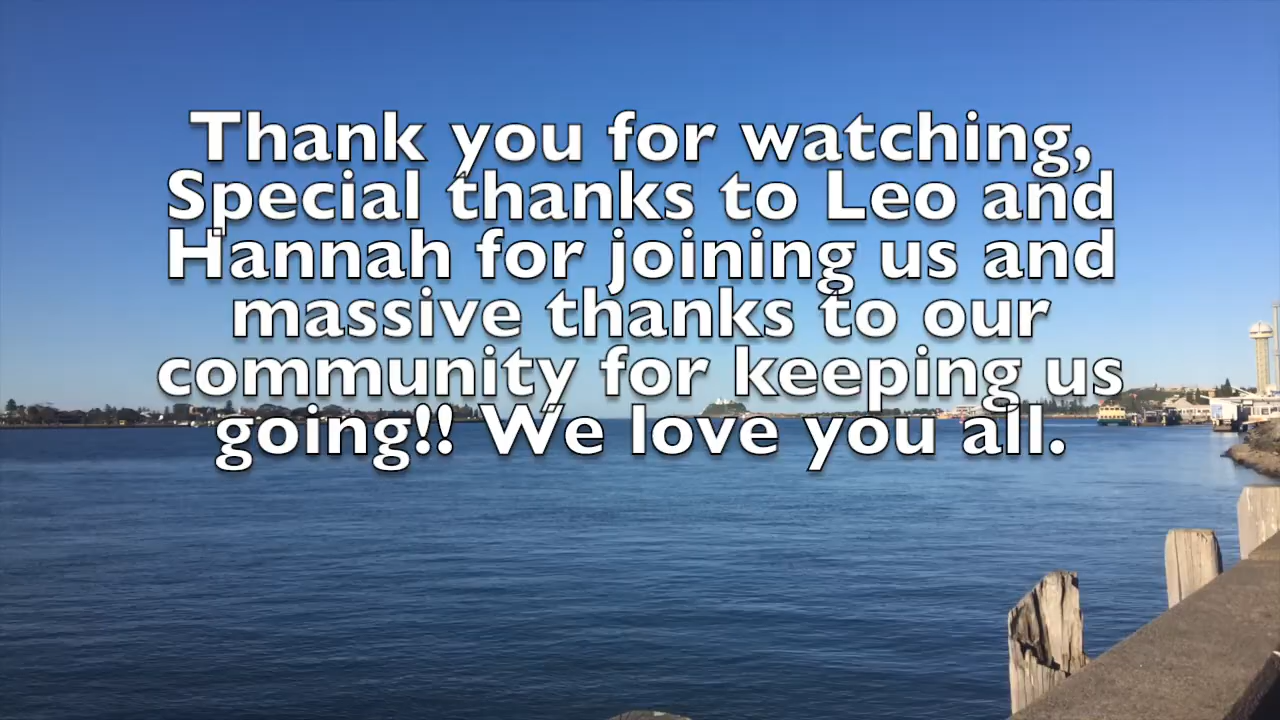 Thank you for watching,
Special thanks to Leo and
Hannah for joining us and
massive thanks to our
community for keeping us
going!! We love you all.